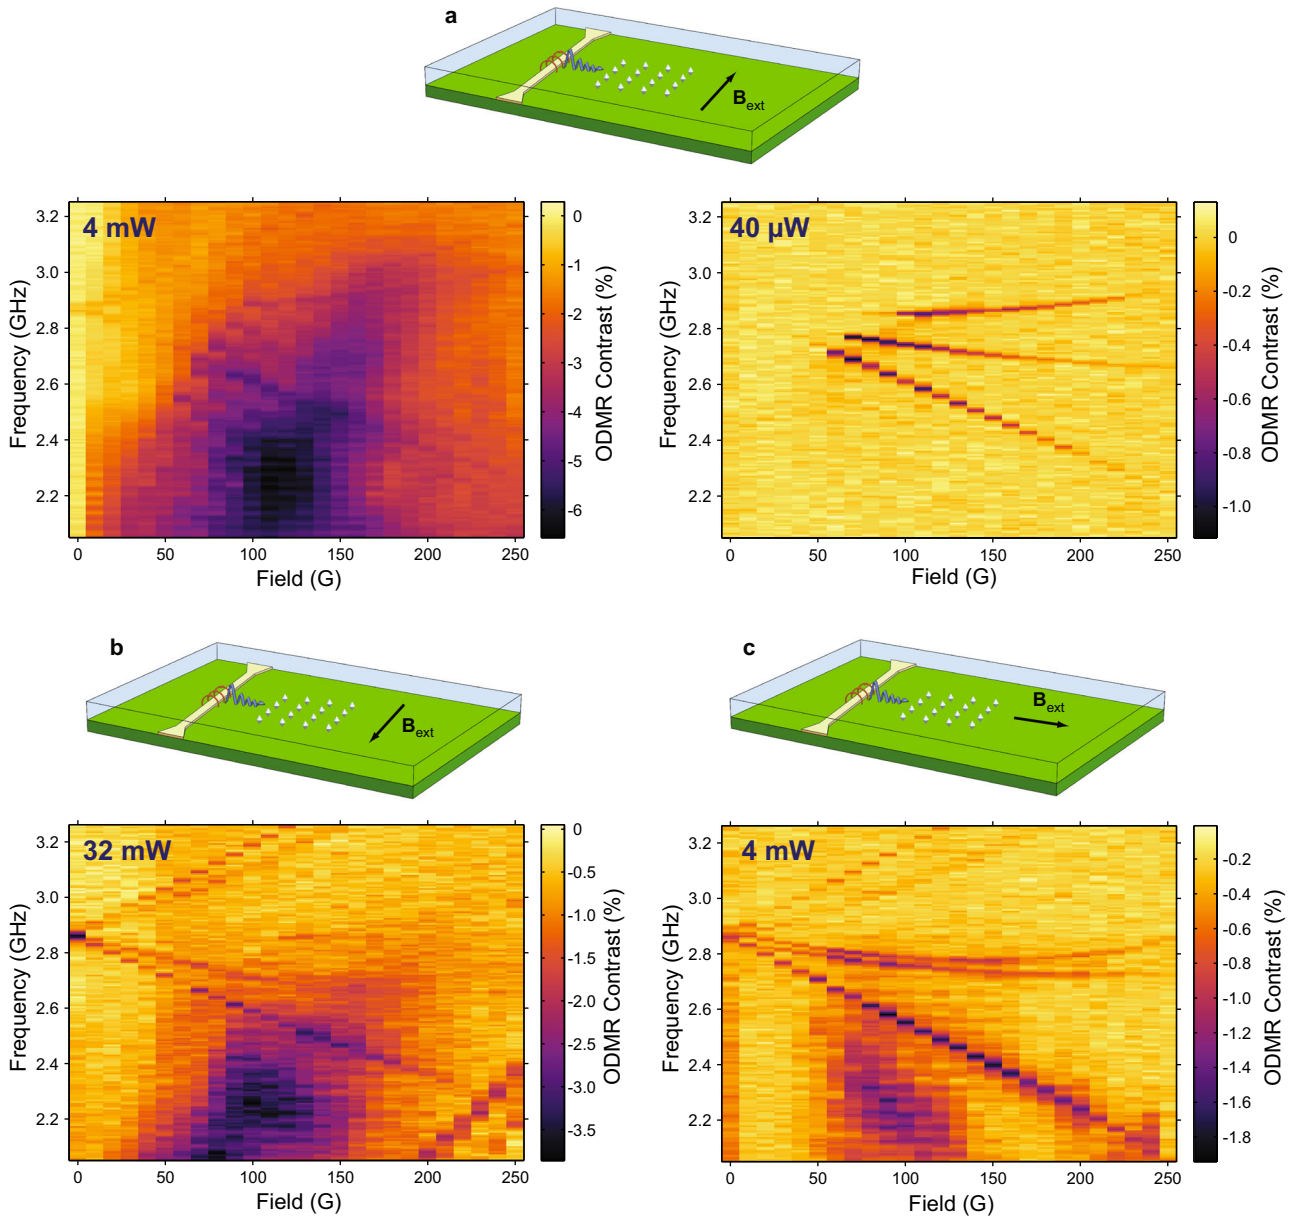 a
B ext
4 mW
3.2
3.0
2.8
2.6
2.4
2.2
Frequency (GHz)
0 50 100 150 200 250
Field (G)
0
-1
-2
-3
-4
-5
-6
ODMR Contrast (%)
40 µW
3.2
3.0
2.8
2.6
2.4
2.2
Frequency (GHz)
0 50 100 150 200 250
Field (G)
0
-0.2
-0.4
-0.6
-0.8
-1.0
ODMR Contrast (%)
b
B ext
32 mW
3.2
3.0
2.8
2.6
2.4
2.2
Frequency (GHz)
0 50 100 150 200 250
Field (G)
0
-0.5
-1.0
-1.5
-2.0
-2.5
-3.0
-3.5
ODMR Contrast (%)
c
B ext
4 mW
3.2
3.0
2.8
2.6
2.4
2.2
Frequency (GHz)
0 50 100 150 200 250
Field (G)
-0.2
-0.4
-0.6
-0.8
-1.0
-1.2
-1.4
-1.6
-1.8
ODMR Contrast (%)